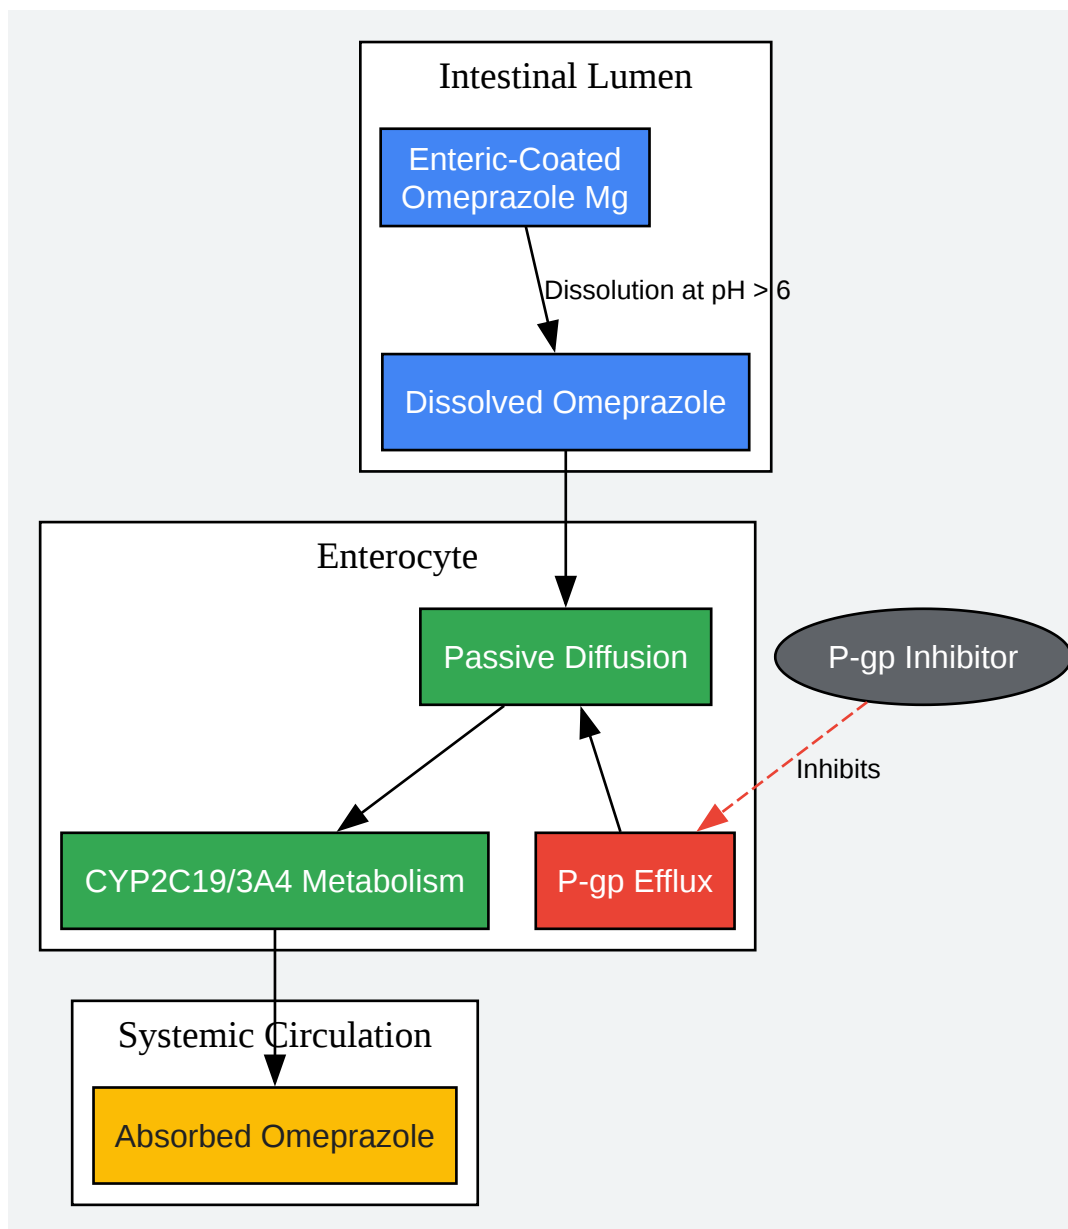 Intestinal Lumen
Enteric-Coated
Omeprazole Mg
Dissolution at pH > 6
Dissolved Omeprazole
Enterocyte
Passive Diffusion
P-gp Inhibitor
Inhibits
CYP2C19/3A4 Metabolism
P-gp Efflux
Systemic Circulation
Absorbed Omeprazole